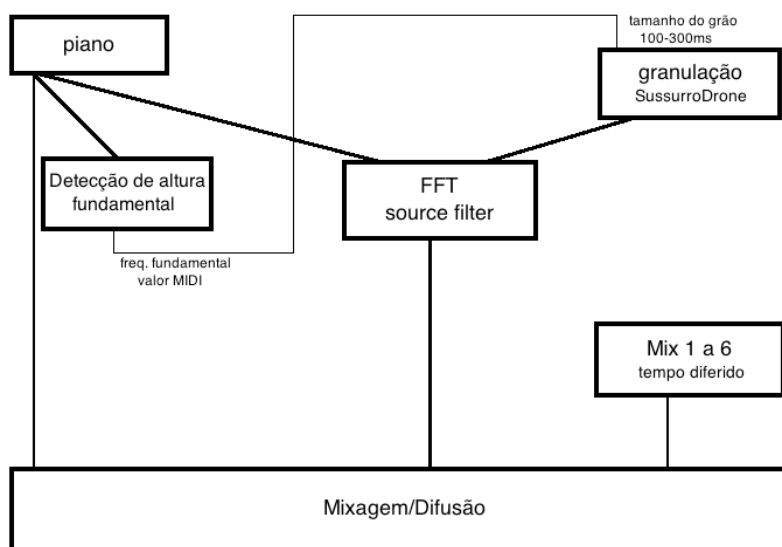 piano
tamanho do grão
100-300ms
granulação
SussurroDrone
Detecção de altura
fundamental
FFT
source filter
freq. fundamental
valor MIDI
Mix 1 a 6
tempo diferido
Mixagem/Difusão